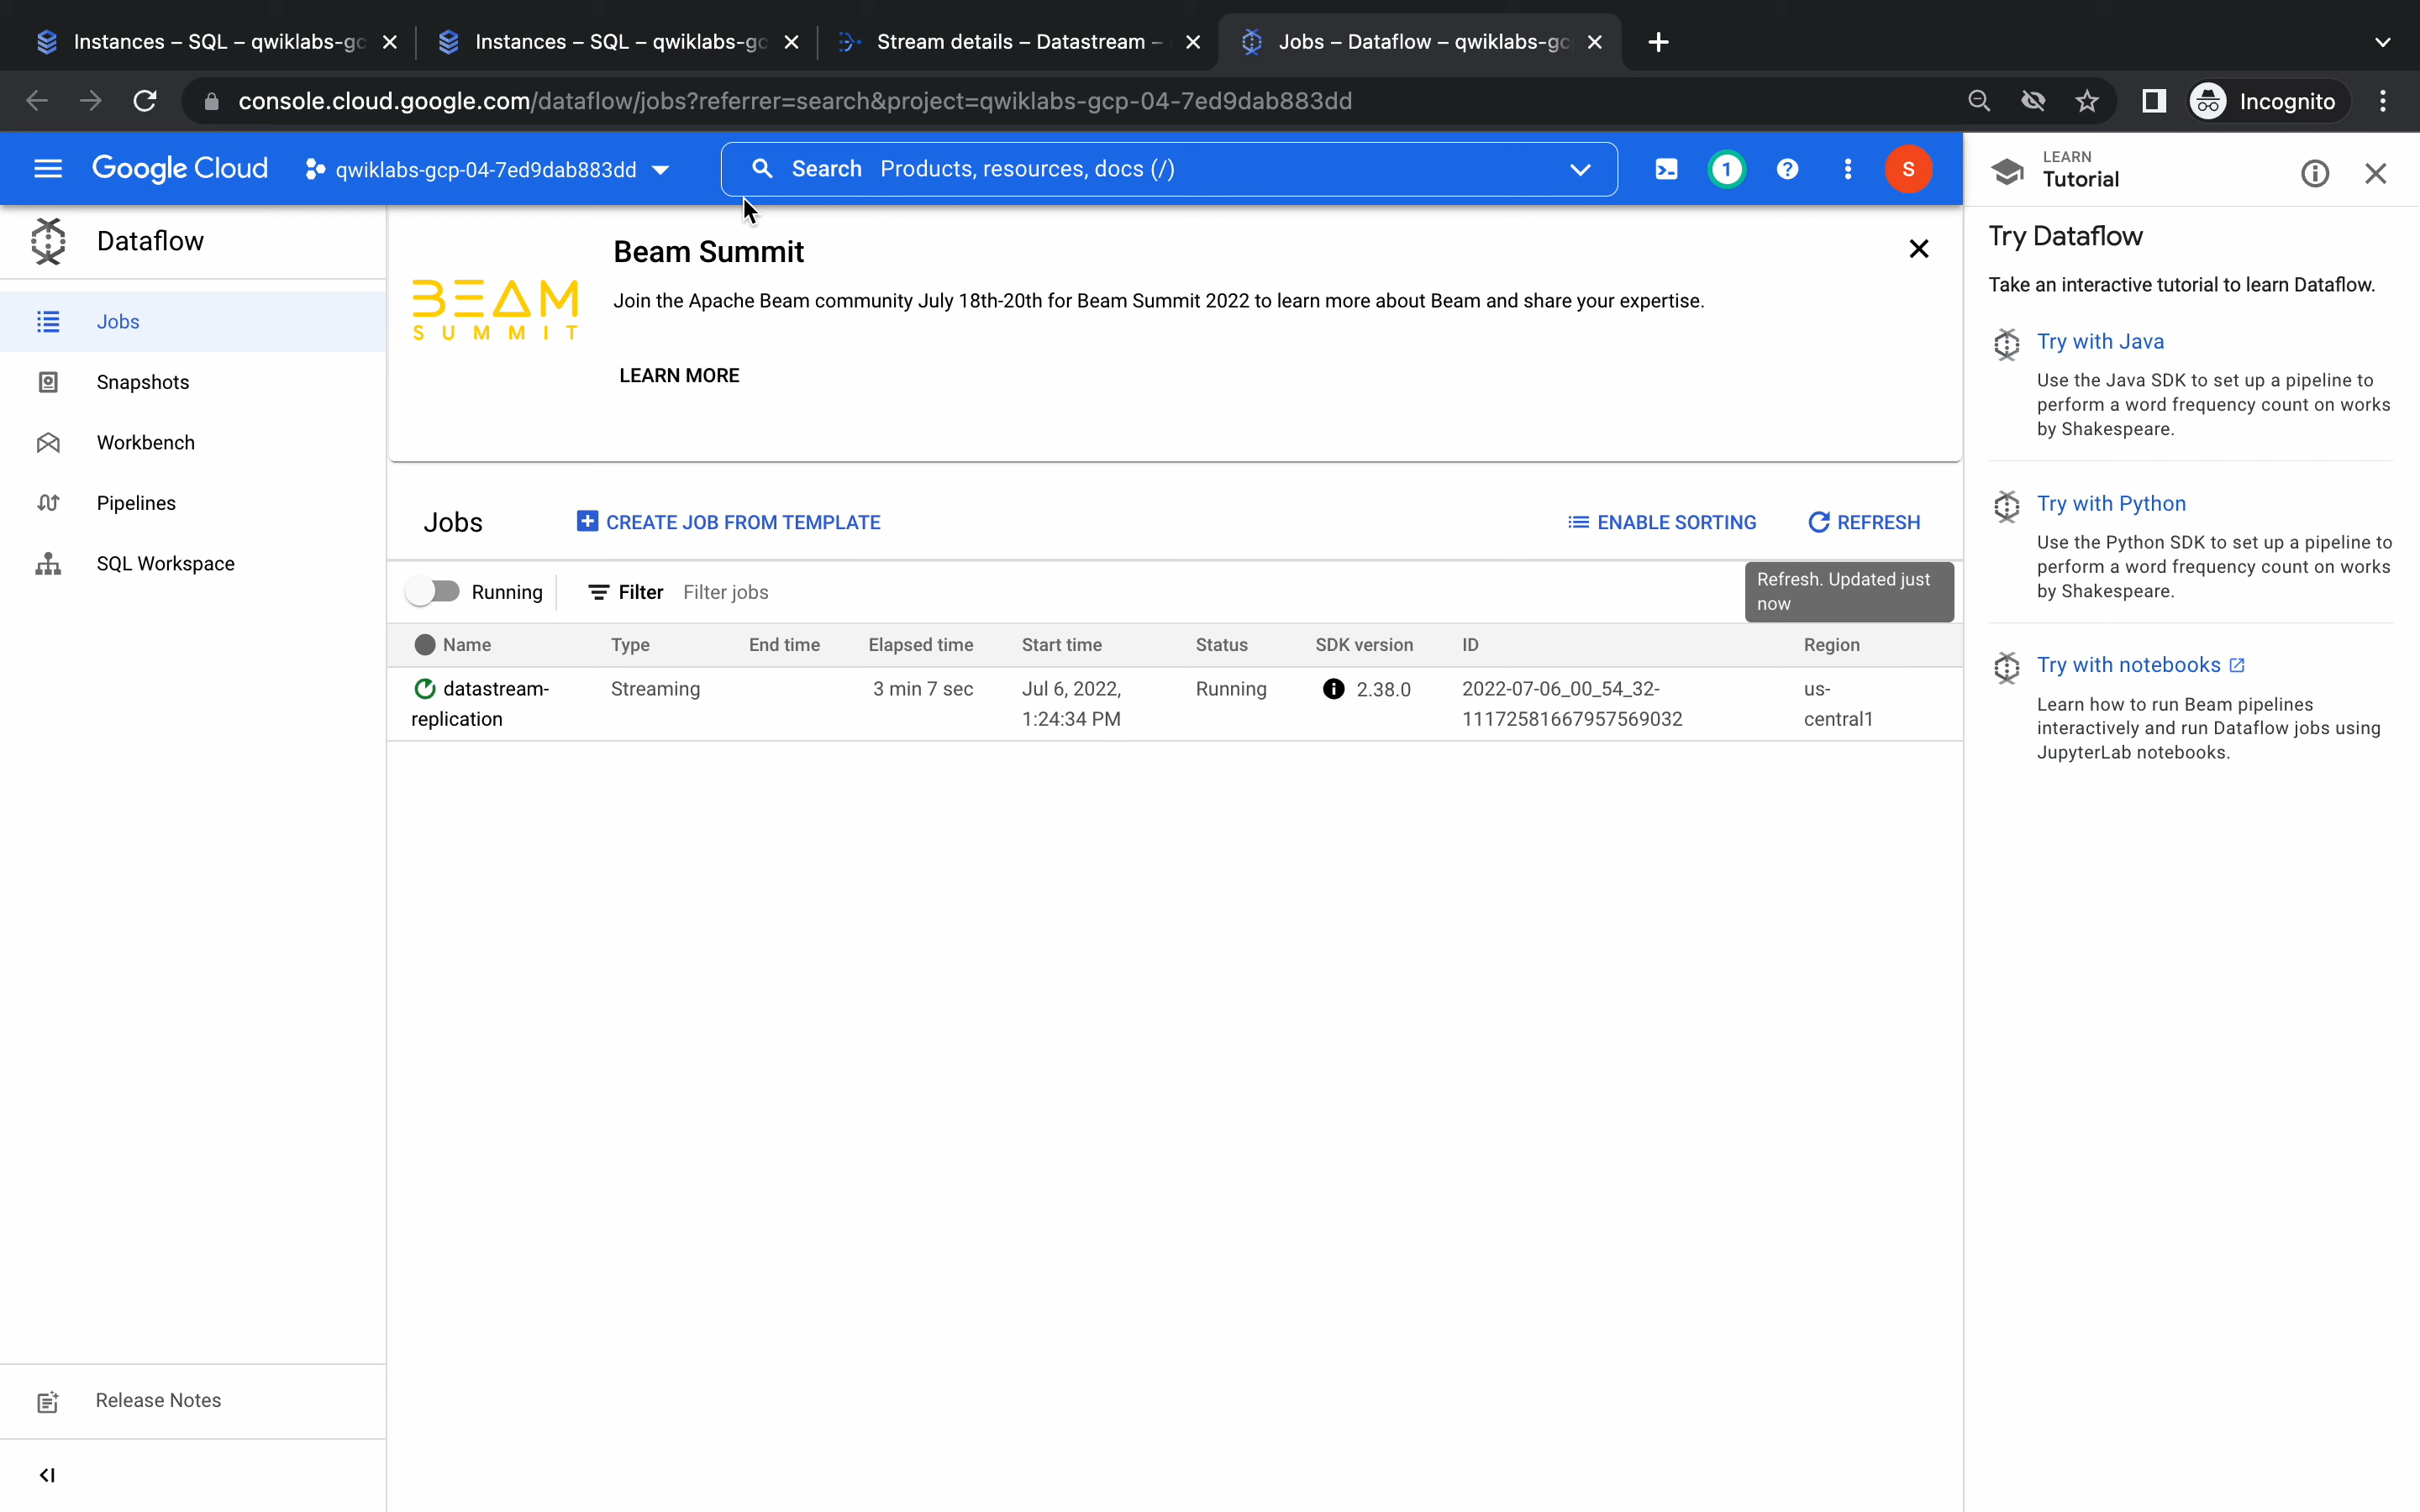 Instances – SQL – qwiklabs-gc
Instances – SQL – qwiklabs-gc
Stream details – Datastream –
Jobs – Dataflow – qwiklabs-gc
console.cloud.google.com/dataflow/jobs?referrer=search&project=qwiklabs-gcp-04-7ed9dab883dd
Incognito
Google Cloud
qwiklabs-gcp-04-7ed9dab883dd
Search Products, resources, docs (/)
1
?
S
LEARN
Tutorial
Dataflow
Jobs
Snapshots
Workbench
Pipelines
SQL Workspace
Release Notes
BEAM
SUMMIT
Beam Summit
Join the Apache Beam community July 18th-20th for Beam Summit 2022 to learn more about Beam and share your expertise.
LEARN MORE
Jobs
CREATE JOB FROM TEMPLATE
ENABLE SORTING
REFRESH
Running
Filter Filter jobs
Refresh. Updated just
now
Name Type End time Elapsed time Start time Status SDK version ID Region
datastream- Streaming 3 min 7 sec Jul 6, 2022, Running 2.38.0 2022-07-06_00_54_32- us-
replication 1:24:34 PM 11172581667957569032 central1
Try Dataflow
Take an interactive tutorial to learn Dataflow.
Try with Java
Use the Java SDK to set up a pipeline to
perform a word frequency count on works
by Shakespeare.
Try with Python
Use the Python SDK to set up a pipeline to
perform a word frequency count on works
by Shakespeare.
Try with notebooks
Learn how to run Beam pipelines
interactively and run Dataflow jobs using
JupyterLab notebooks.